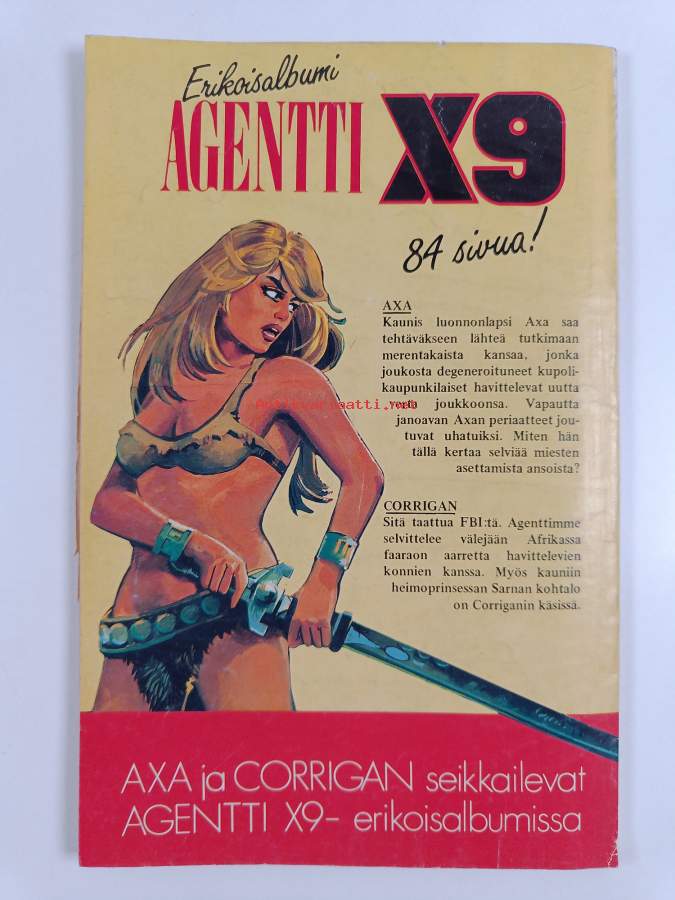 Erikoisalbumi
AGENTTI X9
84 sivua!
AXA
Kaunis luonnonlapsi Axa saa
tehtäväkseen lähteä tutkimaan
merentakaista kansaa, jonka
joukosta degeneroituneet kupoli-
kaupunkilaiset havittelevat uutta
verta joukkoonsa. Vapautta
janoavan Axan periaatteet jou-
tuvat uhatuiksi. Miten hän
tällä kertaa selviää miesten
asettamista ansoista?
CORRIGAN
Sitä taattua FBI:tä. Agenttimme
selvittelee välejään Afrikassa
faaraon aarretta havittelevien
konnien kanssa. Myös kauniin
heimoprinsessan Sarnan kohtalo
on Corriganin käsissä.
AXA ja CORRIGAN seikkailevat
AGENTTI X9– erikoisalbumissa
Antikvariaatti.net